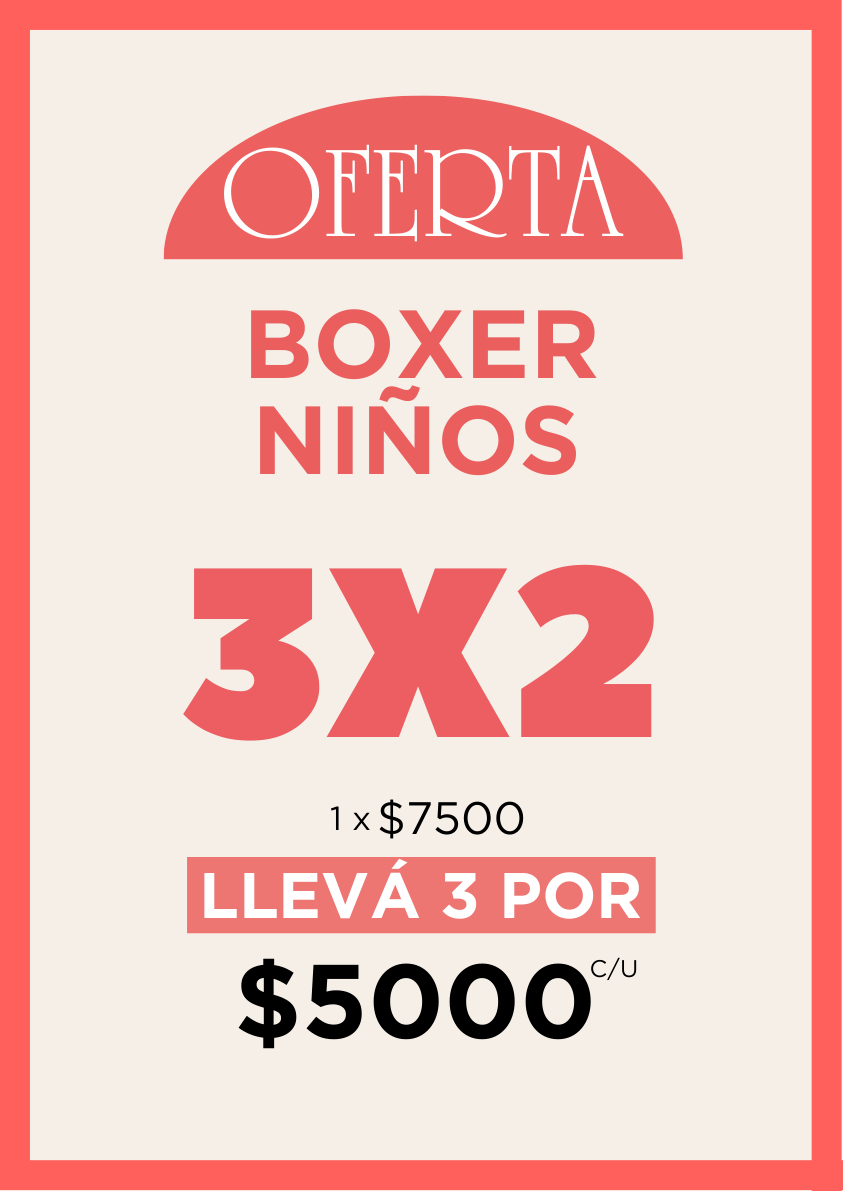 OFERTA
BOXER
NIÑOS
3X2
1 x $7500
LLEVÁ 3 POR
$5000 C/U